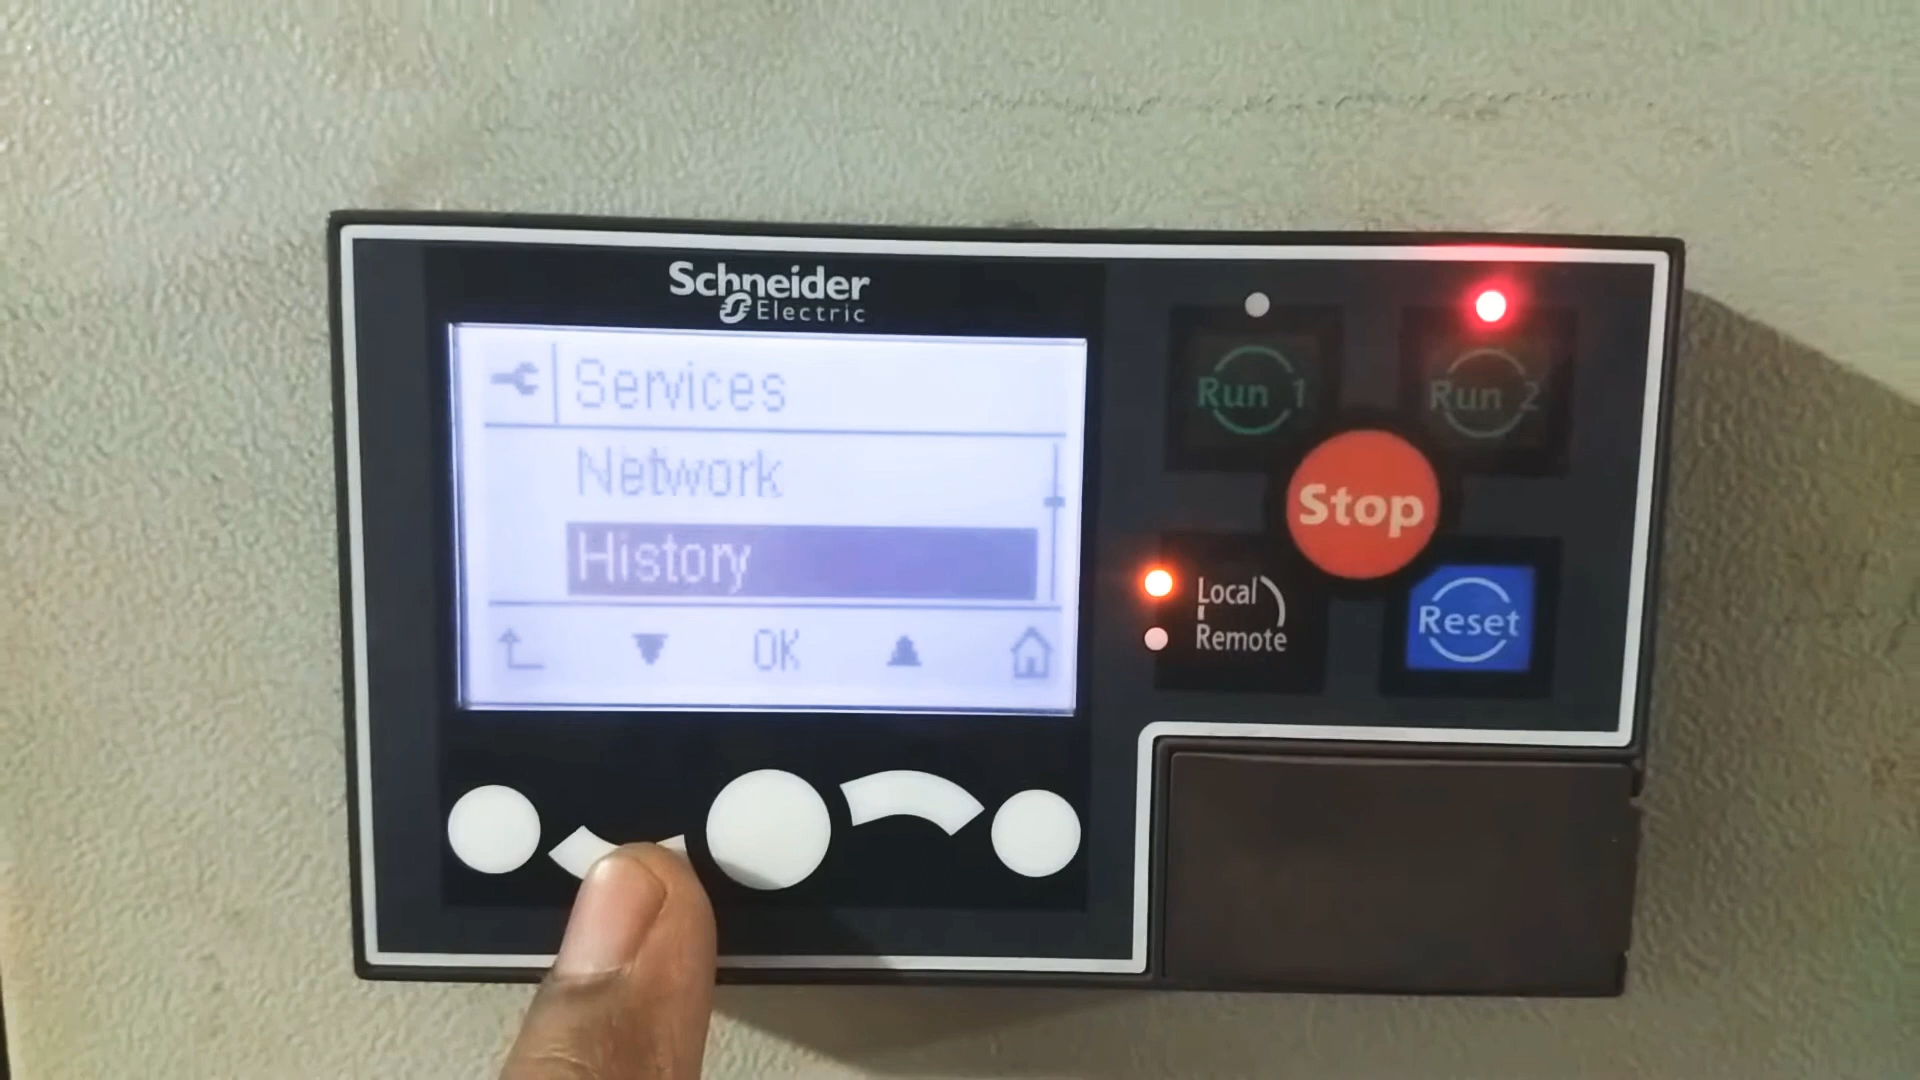 Schneider
Electric
Services
Network
History
OK
Run 1
Run 2
Stop
Local
Remote
Reset